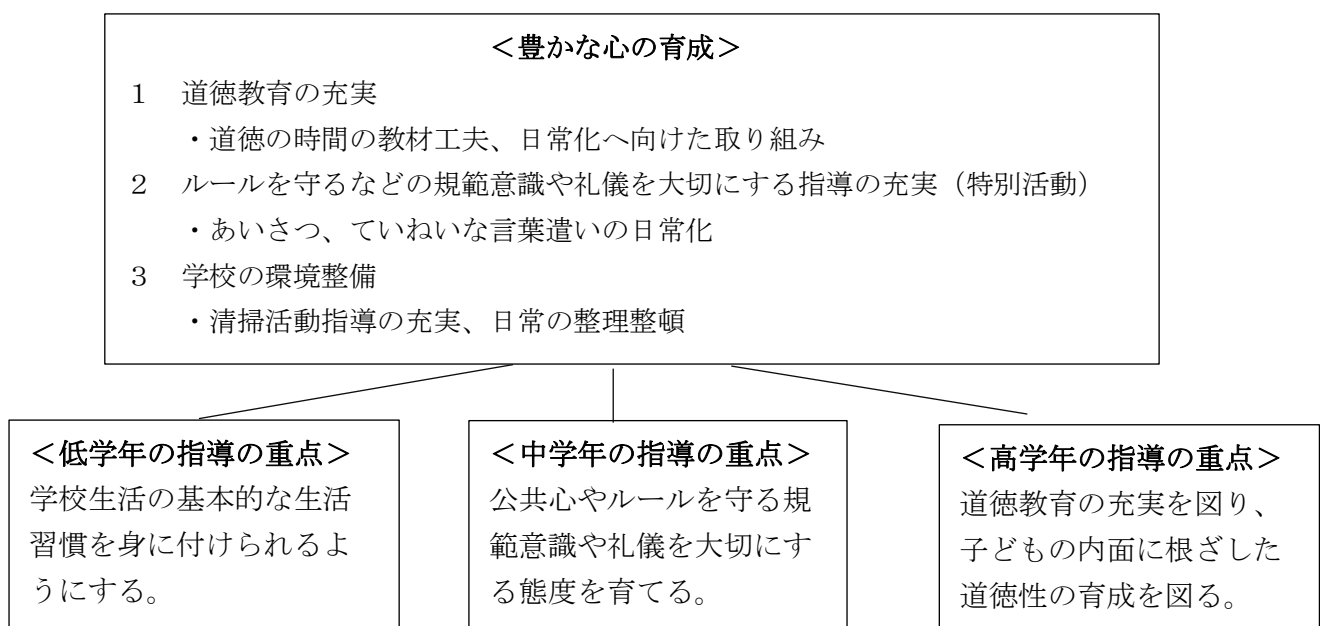 <豊かな心の育成>
1 道徳教育の充実
・道徳の時間の教材工夫、日常化へ向けた取り組み
2 ルールを守るなどの規範意識や礼儀を大切にする指導の充実(特別活動)
・あいさつ、ていねいな言葉遣いの日常化
3 学校の環境整備
・清掃活動指導の充実、日常の整理整頓
<低学年の指導の重点>
学校生活の基本的な生活
習慣を身に付けられるよ
うにする。
<中学年の指導の重点>
公共心やルールを守る規
範意識や礼儀を大切にす
る態度を育てる。
<高学年の指導の重点>
道徳教育の充実を図り、
子どもの内面に根ざした
道徳性の育成を図る。